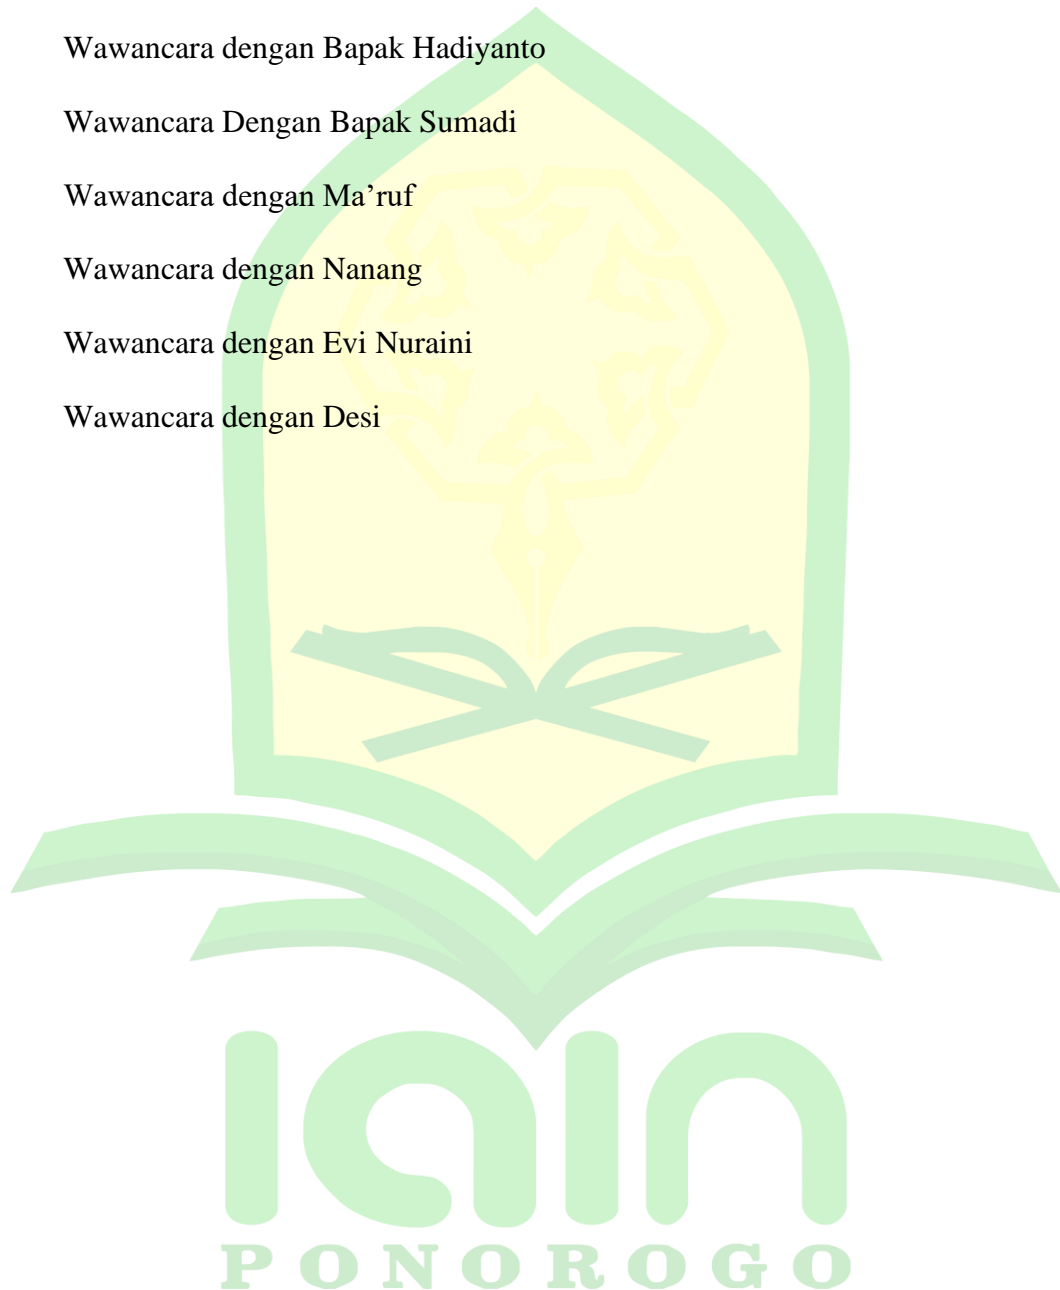 Wawancara dengan Bapak Hadiyanto
Wawancara Dengan Bapak Sumadi
Wawancara dengan Ma’ruf
Wawancara dengan Nanang
Wawancara dengan Evi Nuraini
Wawancara dengan Desi
iain
PONOROGO